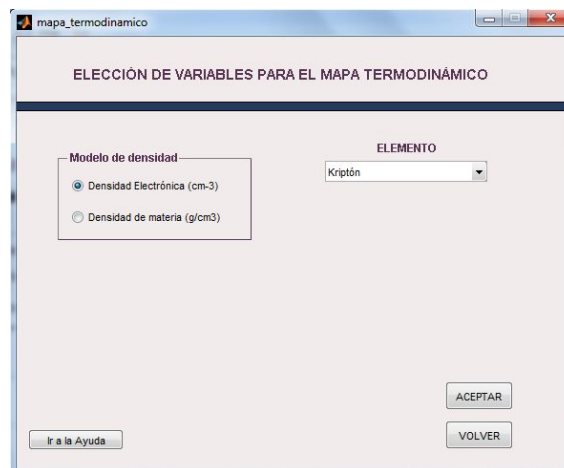 mapa_termodinamico
ELECCIÓN DE VARIABLES PARA EL MAPA TERMODINÁMICO
Modelo de densidad
Densidad Electrónica (cm-3)
Densidad de materia (g/cm3)
ELEMENTO
Kriptón
ACEPTAR
Ir a la Ayuda
VOLVER